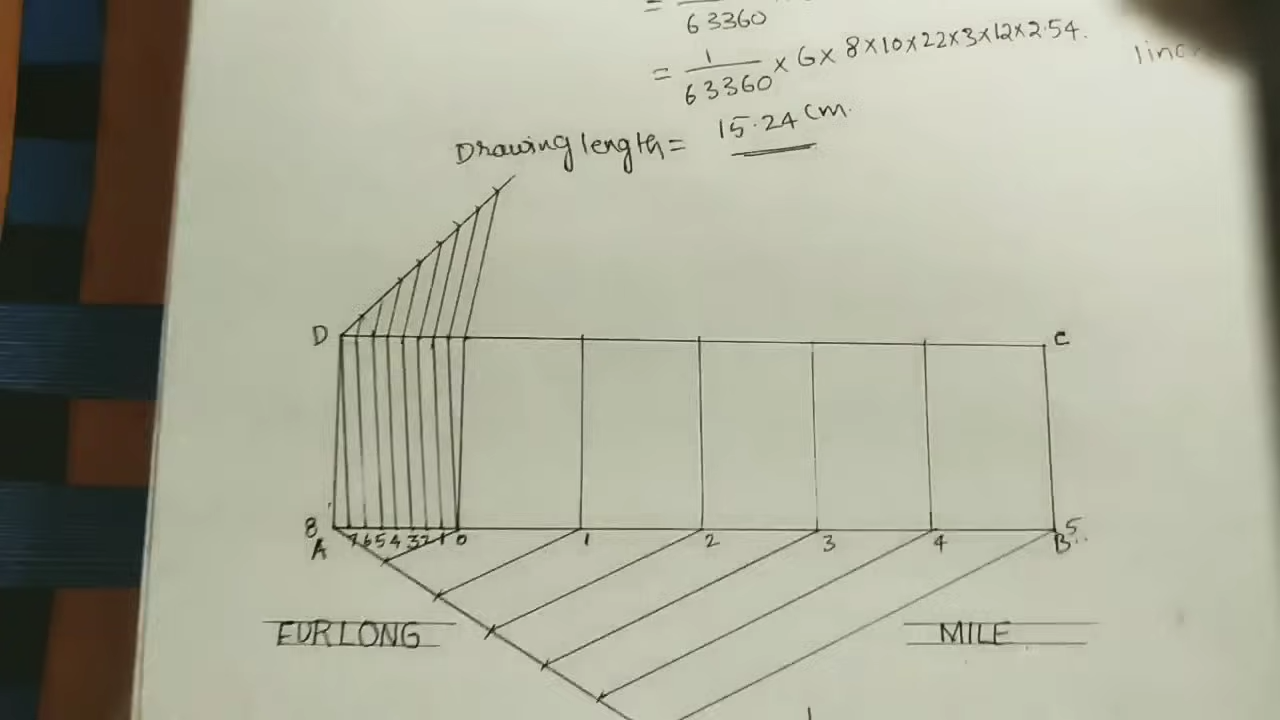 =
63360
= 1/63360 × 6 × 8×10×22×3×12×2.54.
Drawing length = 15.24 cm.
D C
8 7 6 5 4 3 2 1 0 1 2 3 4 5
A B
FURLONG MILE